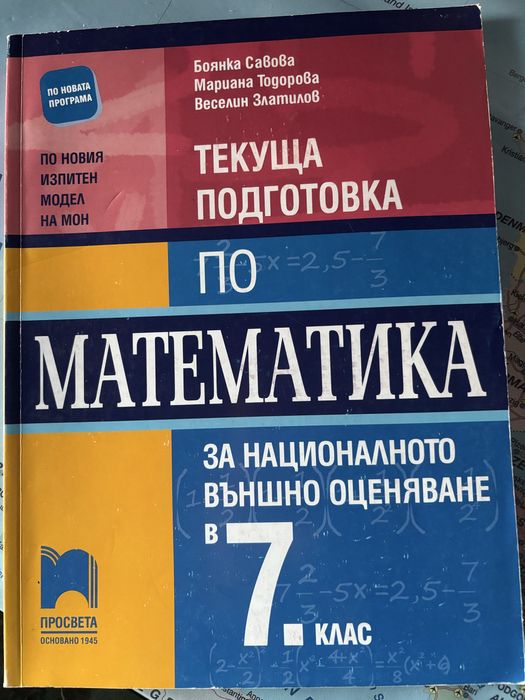 Боянка Савова
Мариана Тодорова
Веселин Златилов
ПО НОВАТА
ПРОГРАМА
ПО НОВИЯ
ИЗПИТЕН
МОДЕЛ
НА МОН
ТЕКУЩА
ПОДГОТОВКА
ПО
МАТЕМАТИКА
ЗА НАЦИОНАЛНОТО
ВЪНШНО ОЦЕНЯВАНЕ
В
7. КЛАС
ПРОСВЕТА
ОСНОВАНО 1945